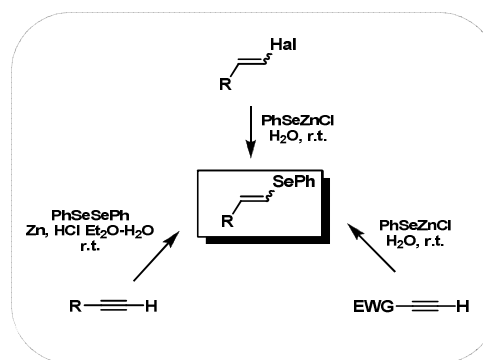 Hal
R
PhSeZnCl
H₂O, r.t.
SePh
R
PhSeSePh
Zn, HCl Et₂O-H₂O
r.t.
PhSeZnCl
H₂O, r.t.
R H
EWG H